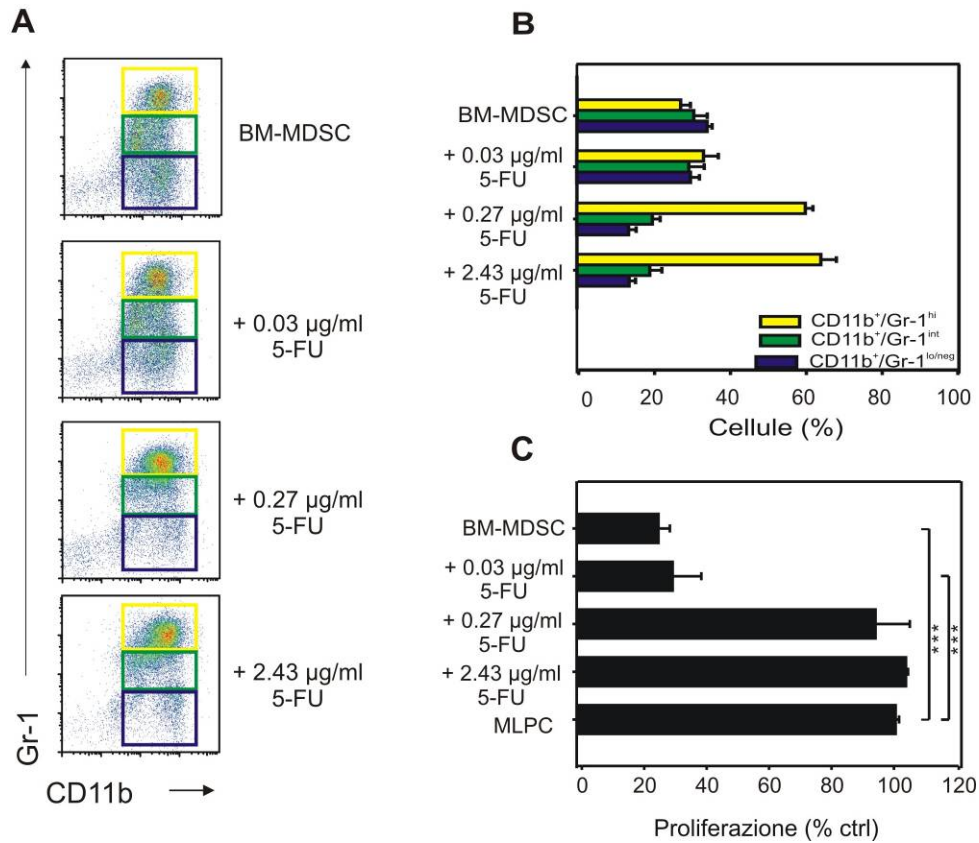 A
Gr-1
CD11b
BM-MDSC
+ 0.03 µg/ml
5-FU
+ 0.27 µg/ml
5-FU
+ 2.43 µg/ml
5-FU
B
BM-MDSC
+ 0.03 µg/ml
5-FU
+ 0.27 µg/ml
5-FU
+ 2.43 µg/ml
5-FU
CD11b⁺/Gr-1ʰⁱ
CD11b⁺/Gr-1ⁱⁿᵗ
CD11b⁺/Gr-1ˡᵒ/ⁿᵉᵍ
0 20 40 60 80 100
Cellule (%)
C
BM-MDSC
+ 0.03 µg/ml
5-FU
+ 0.27 µg/ml
5-FU
+ 2.43 µg/ml
5-FU
MLPC
***
***
0 20 40 60 80 100 120
Proliferazione (% ctrl)